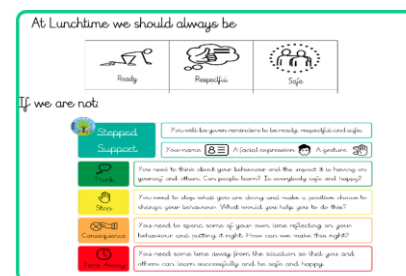 At Lunchtime we should always be
Ready
Respectful
Safe
If we are not:
Stepped
Support
You will be given reminders to be ready, respectful and safe.
Your name
A facial expression
A gesture
Think
You need to think about your behaviour and the impact it is having on
yourself and others. Can people learn? Is everybody safe and happy?
Stop
You need to stop what you are doing and make a positive choice to
change your behaviour. What would you help you to do this?
Consequence
You need to spend some of your own time reflecting on your
behaviour and putting it right. How can we make this right?
Time Away
You need some time away from the situation so that you and
others can learn successfully and be safe and happy.